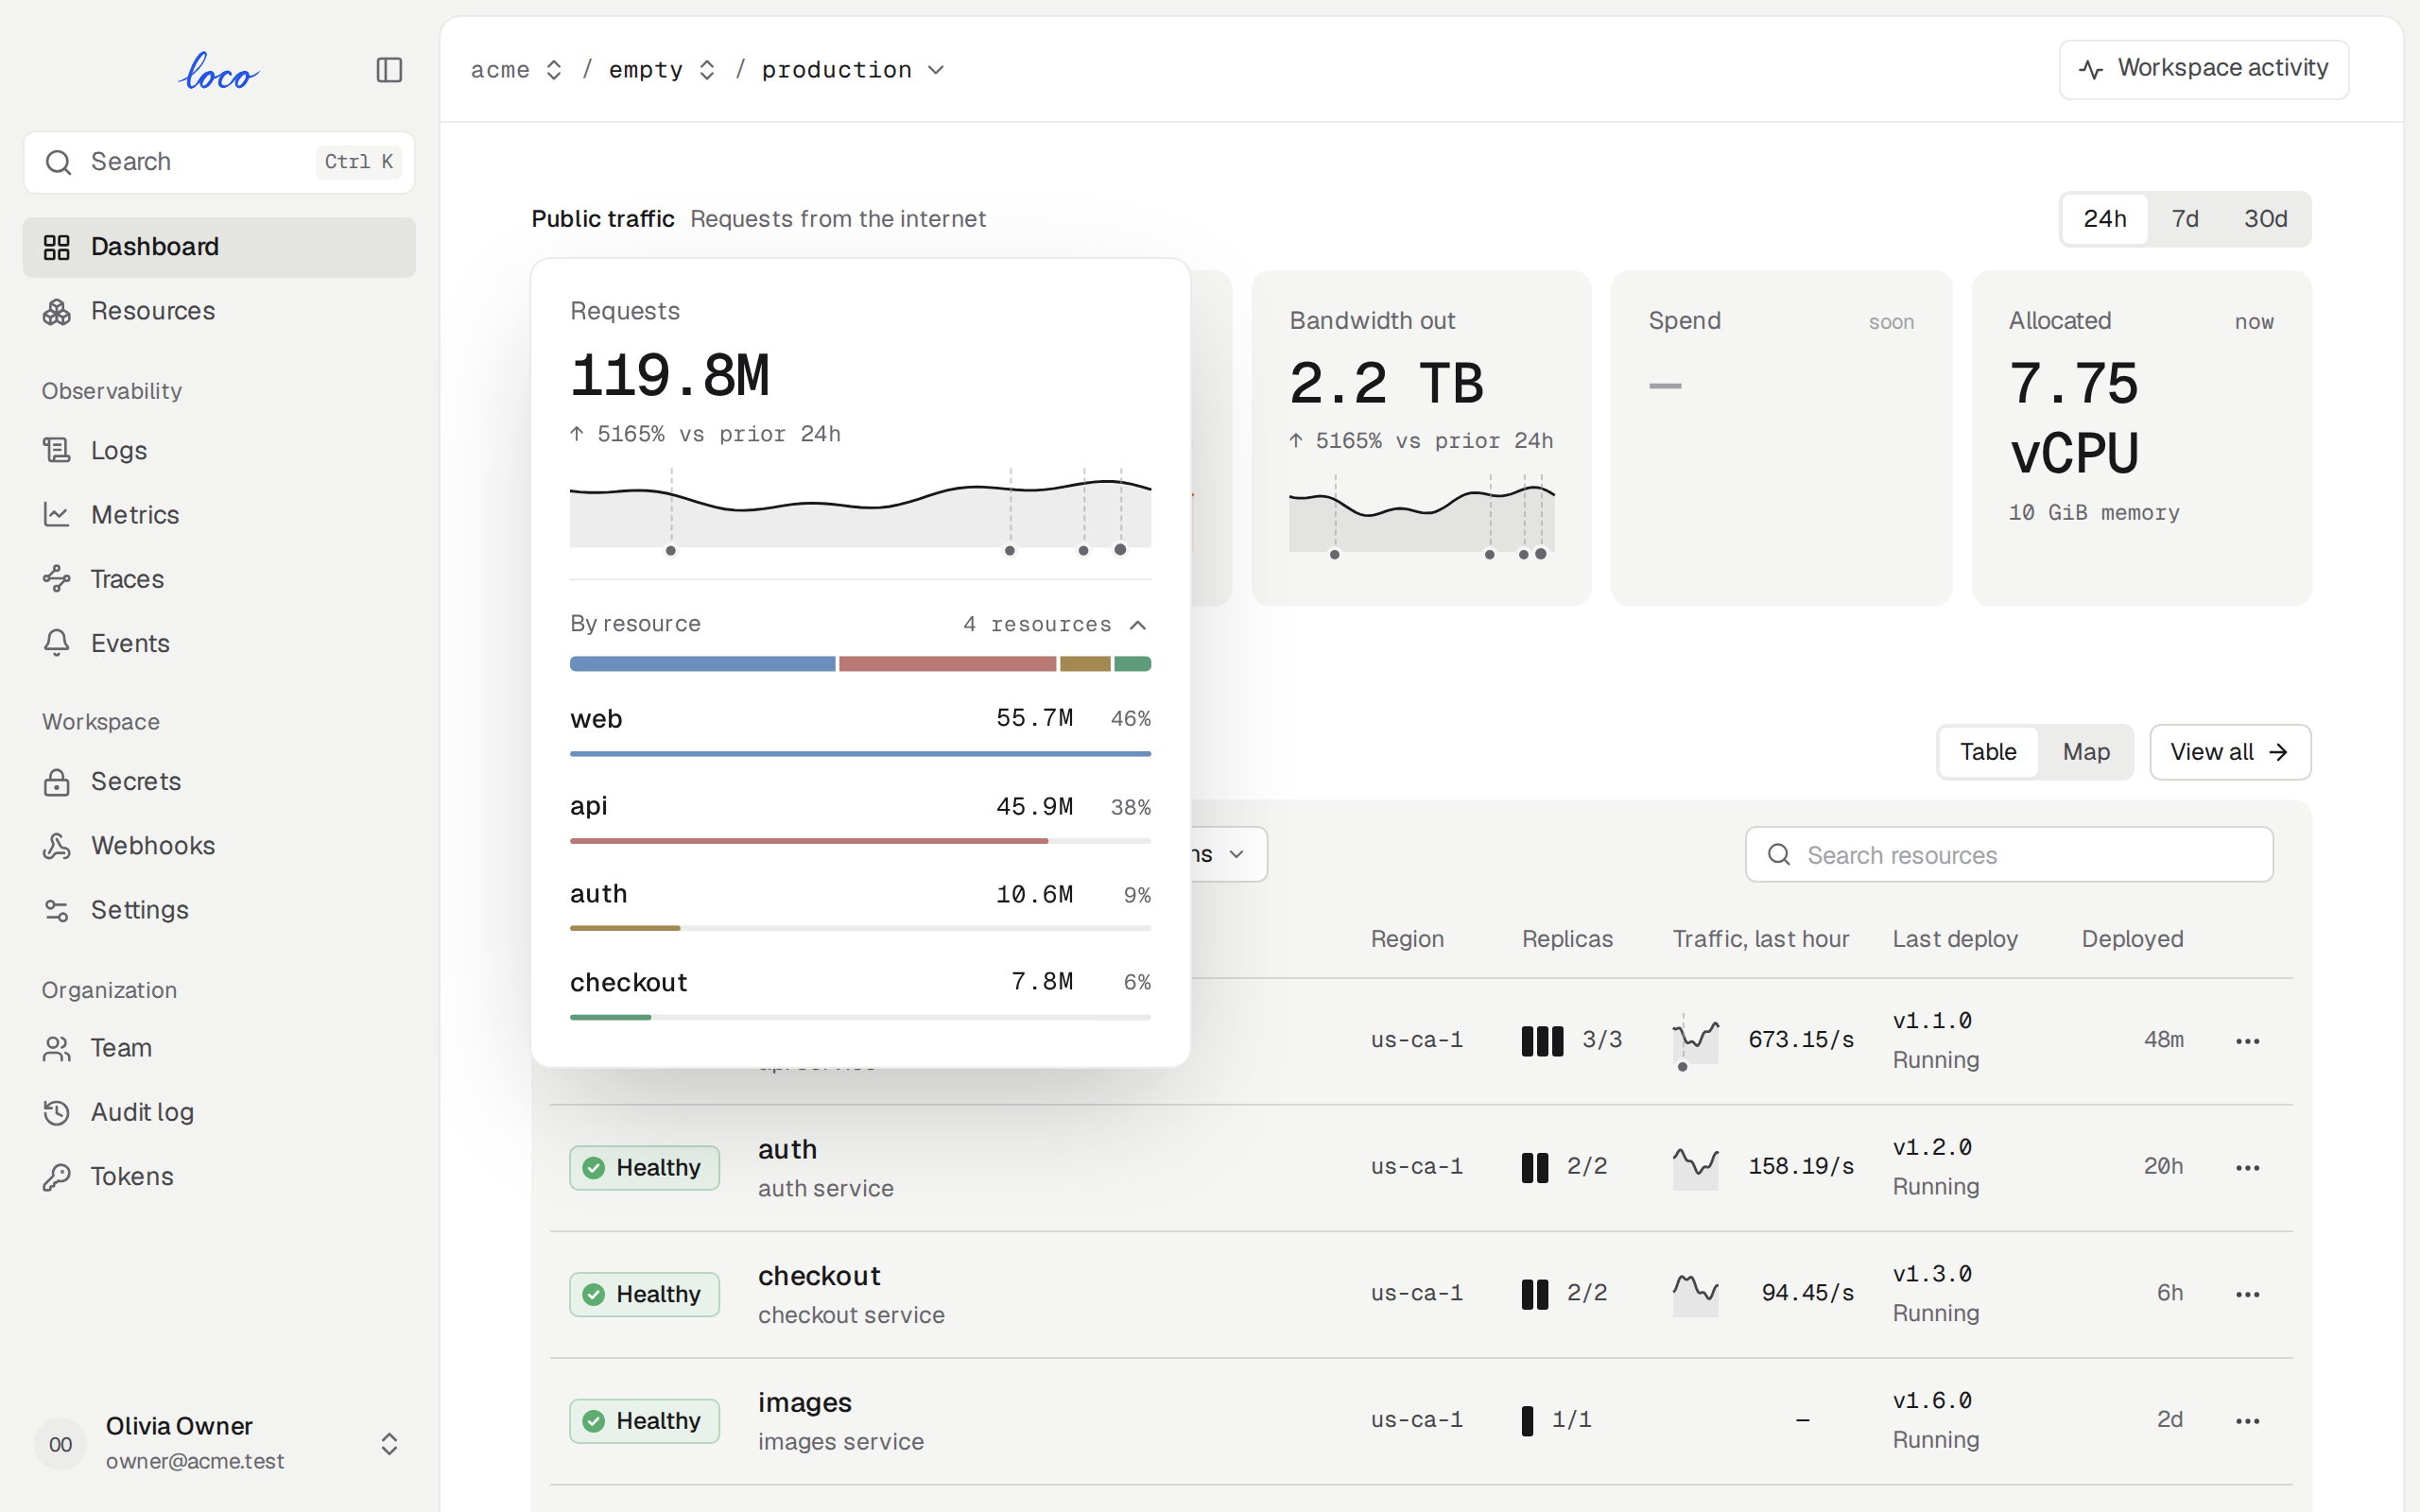 loco
Search Ctrl K
Dashboard
Resources
Observability
Logs
Metrics
Traces
Events
Workspace
Secrets
Webhooks
Settings
Organization
Team
Audit log
Tokens
OO
Olivia Owner
owner@acme.test
acme / empty / production
Workspace activity
Public traffic Requests from the internet
24h 7d 30d
Requests
119.8M
↑ 5165% vs prior 24h
By resource 4 resources
web 55.7M 46%
api 45.9M 38%
auth 10.6M 9%
checkout 7.8M 6%
Bandwidth out
2.2 TB
↑ 5165% vs prior 24h
Spend soon
—
Allocated now
7.75
vCPU
10 GiB memory
Table Map View all →
Search resources
Region Replicas Traffic, last hour Last deploy Deployed
us-ca-1 3/3 673.15/s v1.1.0 48m
Running
Healthy auth us-ca-1 2/2 158.19/s v1.2.0 20h
auth service Running
Healthy checkout us-ca-1 2/2 94.45/s v1.3.0 6h
checkout service Running
Healthy images us-ca-1 1/1 – v1.6.0 2d
images service Running